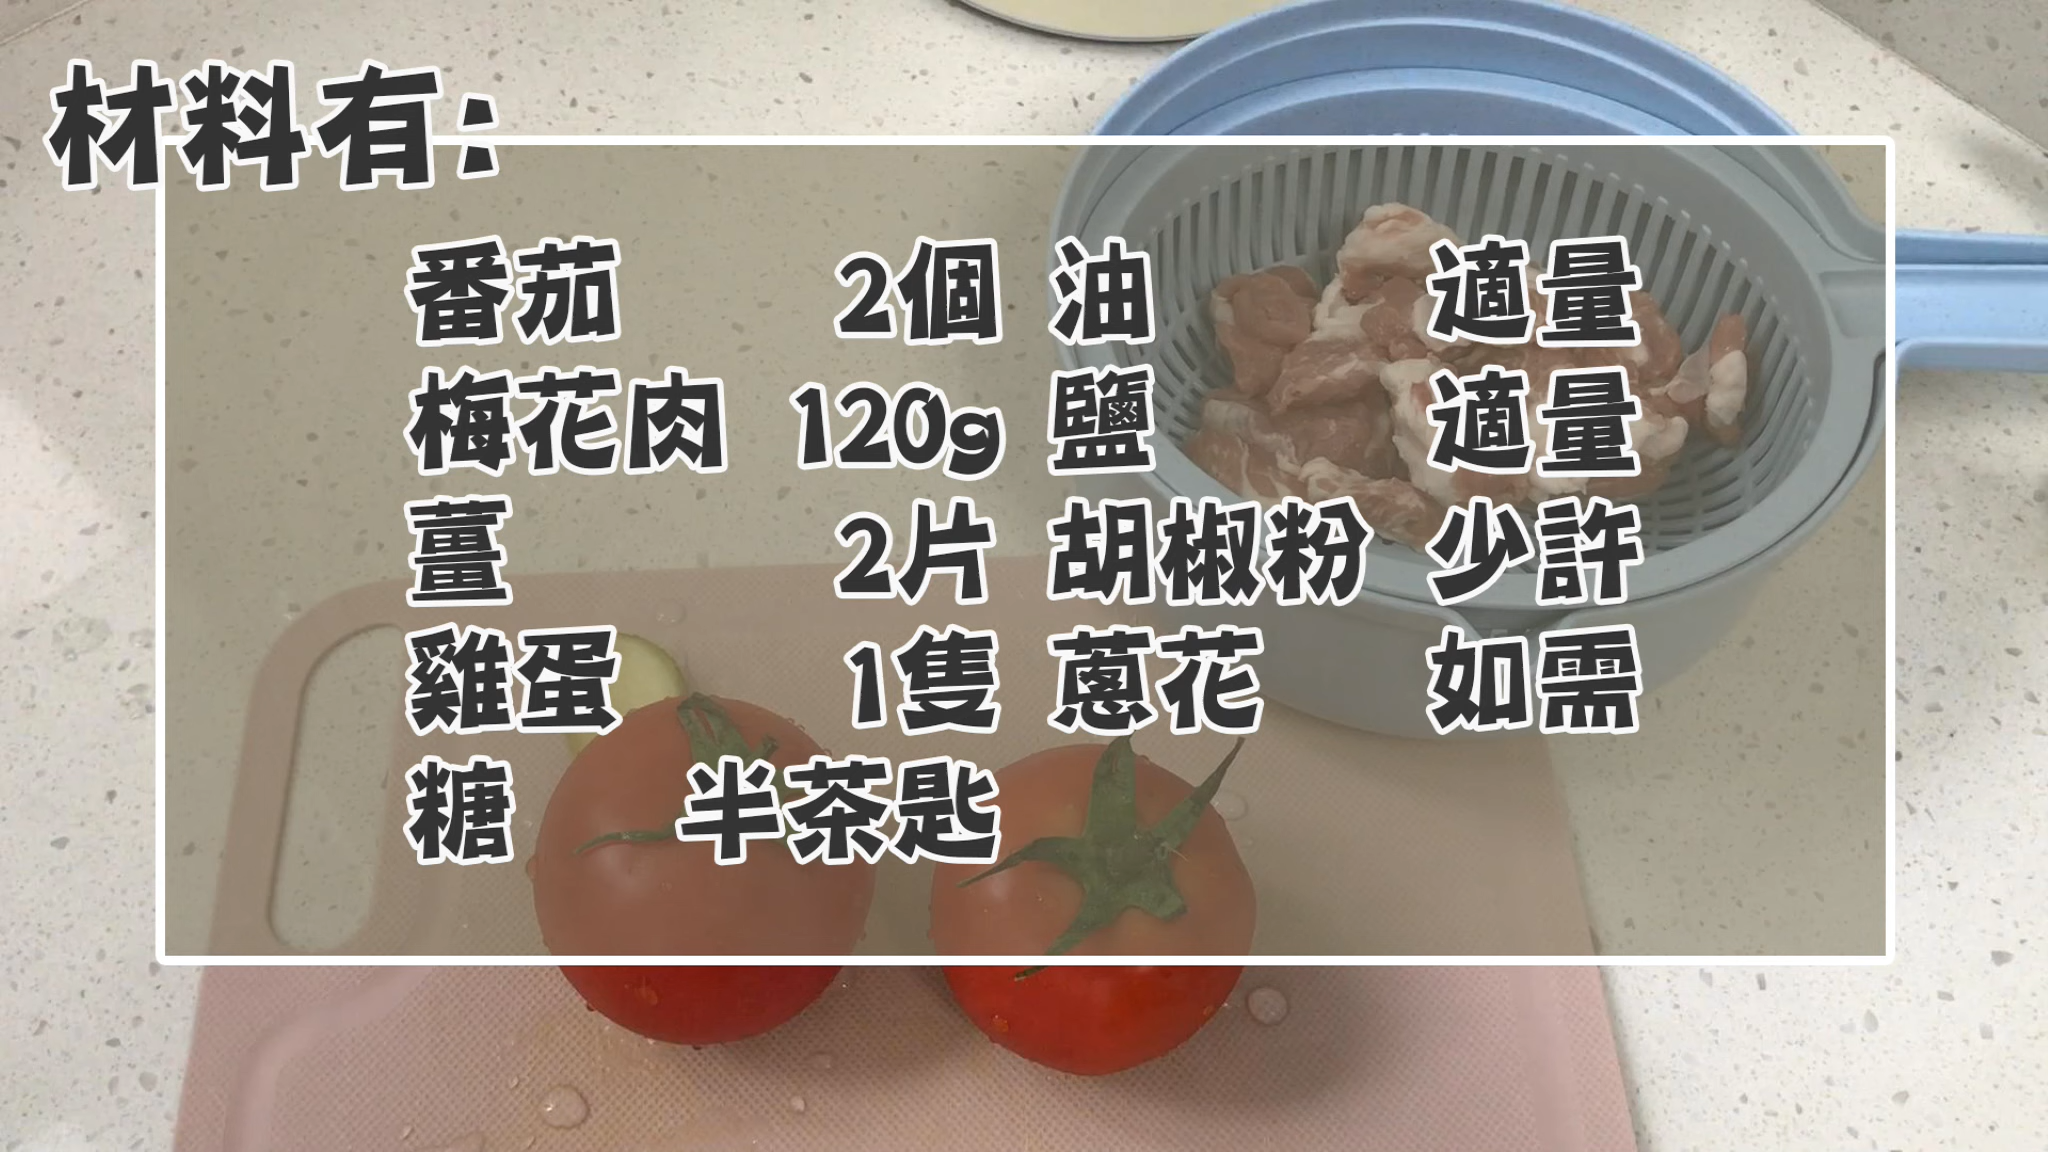 材料有:
番茄 2個
梅花肉 120g
薑 2片
雞蛋 1隻
糖 半茶匙
油 適量
鹽 適量
胡椒粉 少許
蔥花 如需